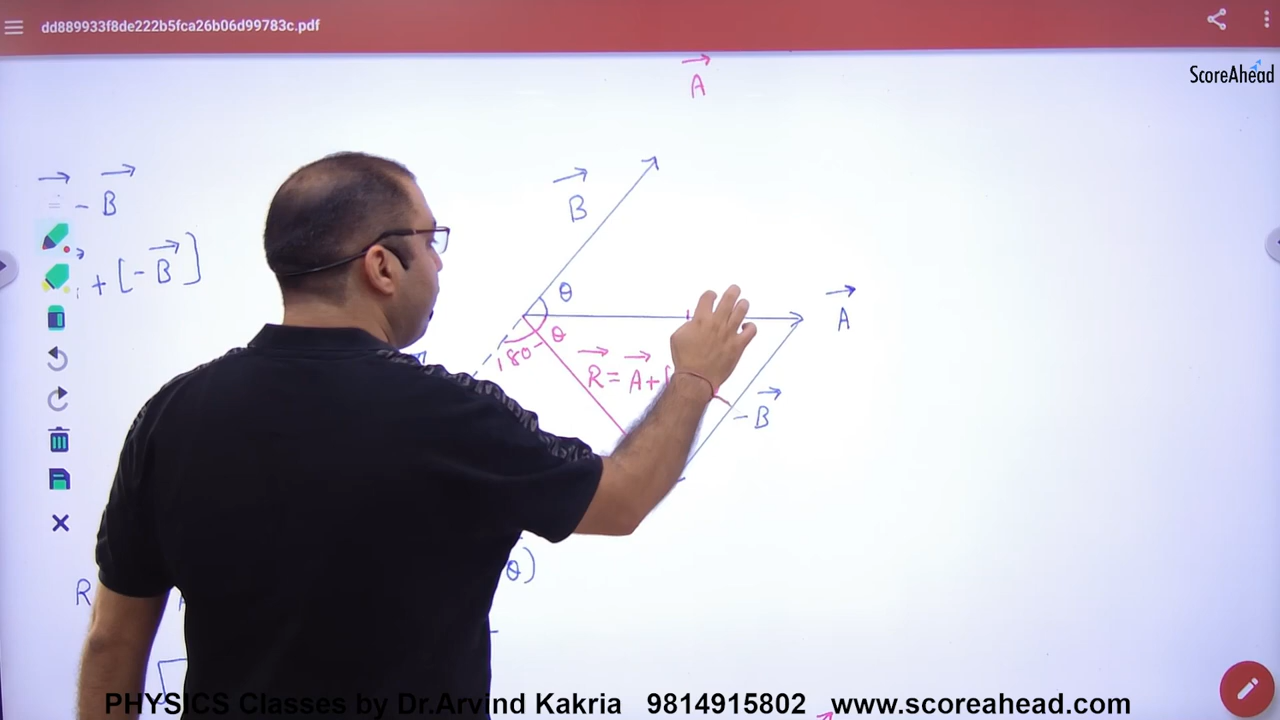 dd889933f8de222b5fca26b06d99783c.pdf
ScoreAhead
A
- B
B
+ [-B]
θ
A
180-θ
R = A+[
-B
θ)
R
PHYSICS Classes by Dr.Arvind Kakria 9814915802 www.scoreahead.com